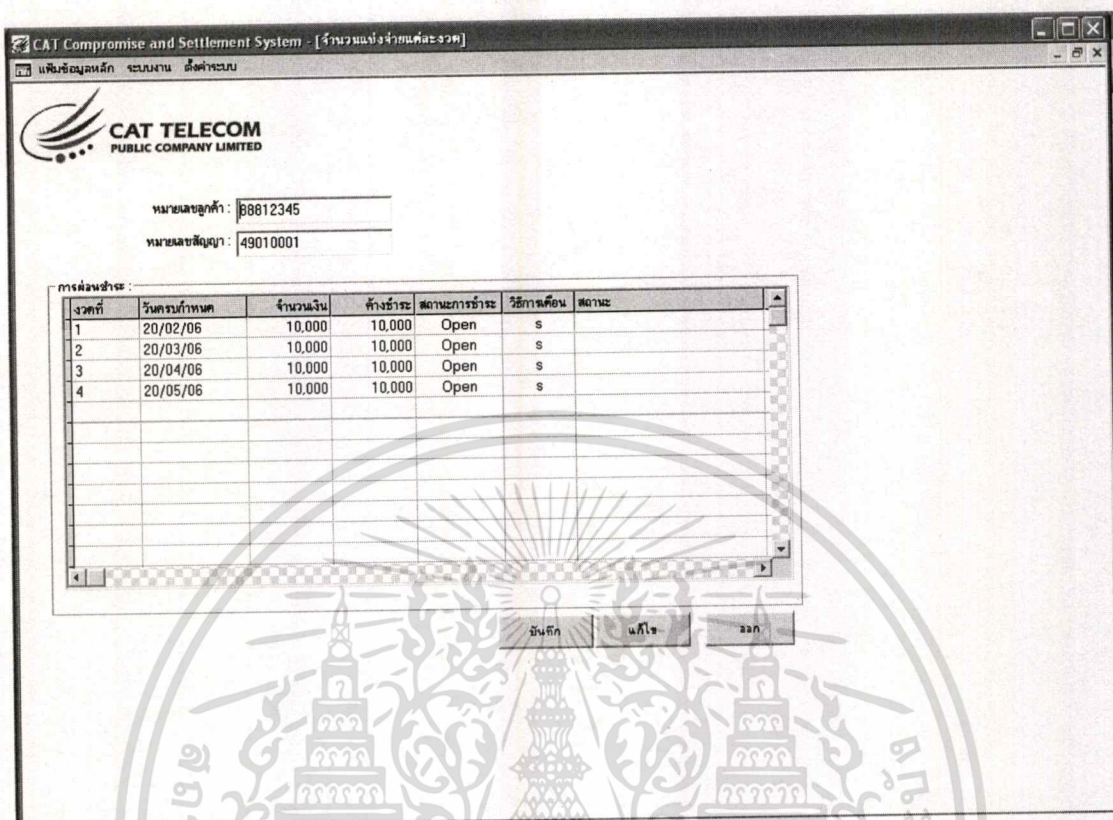 CAT Compromise and Settlement System - [จำนวนแบ่งจ่ายแต่ละงวด]
แฟ้มข้อมูลหลัก ระบบงาน ตั้งค่าระบบ
CAT TELECOM
PUBLIC COMPANY LIMITED
หมายเลขลูกค้า : 88812345
หมายเลขสัญญา : 49010001
การผ่อนชำระ :
งวดที่ วันครบกำหนด จำนวนเงิน ค้างชำระ สถานะการชำระ วิธีการเตือน สถานะ
1 20/02/06 10,000 10,000 Open s
2 20/03/06 10,000 10,000 Open s
3 20/04/06 10,000 10,000 Open s
4 20/05/06 10,000 10,000 Open s
บันทึก แก้ไข ออก